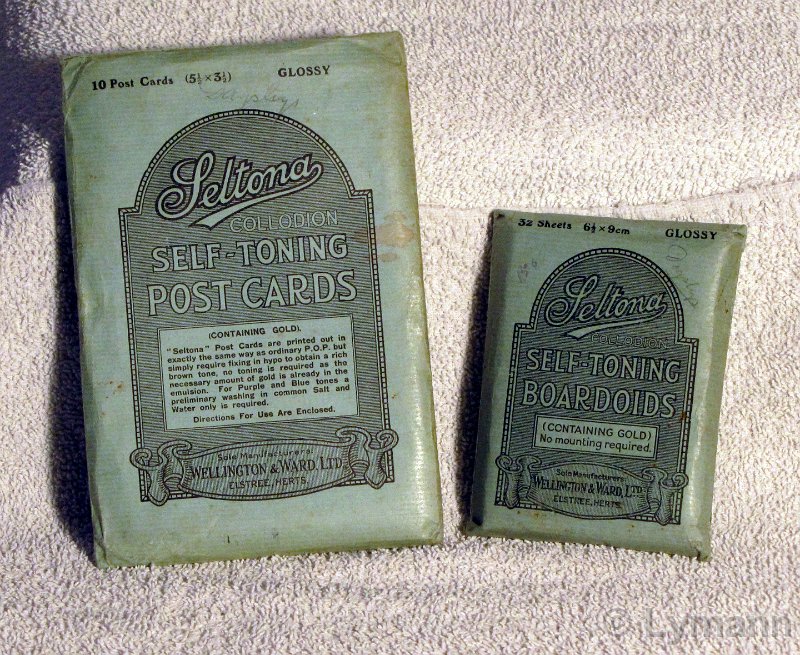 10 Post Cards (5½ × 3½) GLOSSY
Seltona
COLLODION
SELF-TONING
POST CARDS
(CONTAINING GOLD).
"Seltona" Post Cards are printed out in
exactly the same way as ordinary P.O.P. but
simply require fixing in hypo to obtain a rich
brown tone, no toning is required as the
necessary amount of gold is already in the
emulsion. For Purple and Blue tones a
preliminary washing in common Salt and
Water only is required.
Directions For Use Are Enclosed.
Sole Manufacturers:
WELLINGTON & WARD, LTD
ELSTREE, HERTS.
32 Sheets 6½ × 9cm GLOSSY
Seltona
COLLODION
SELF-TONING
BOARDOIDS
(CONTAINING GOLD)
No mounting required.
Sole Manufacturers:
WELLINGTON & WARD, LTD
ELSTREE, HERTS.
© Lymann